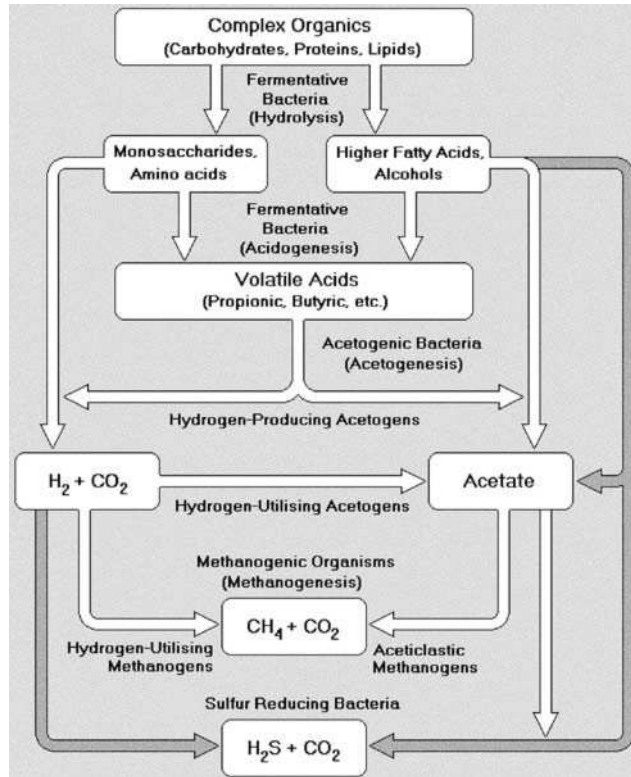 Complex Organics
(Carbohydrates, Proteins, Lipids)
Fermentative
Bacteria
(Hydrolysis)
Monosaccharides,
Amino acids
Higher Fatty Acids,
Alcohols
Fermentative
Bacteria
(Acidogenesis)
Volatile Acids
(Propionic, Butyric, etc.)
Acetogenic Bacteria
(Acetogenesis)
Hydrogen-Producing Acetogens
H₂ + CO₂
Acetate
Hydrogen-Utilising Acetogens
Methanogenic Organisms
(Methanogenesis)
CH₄ + CO₂
Hydrogen-Utilising
Methanogens
Aceticlastic
Methanogens
Sulfur Reducing Bacteria
H₂S + CO₂